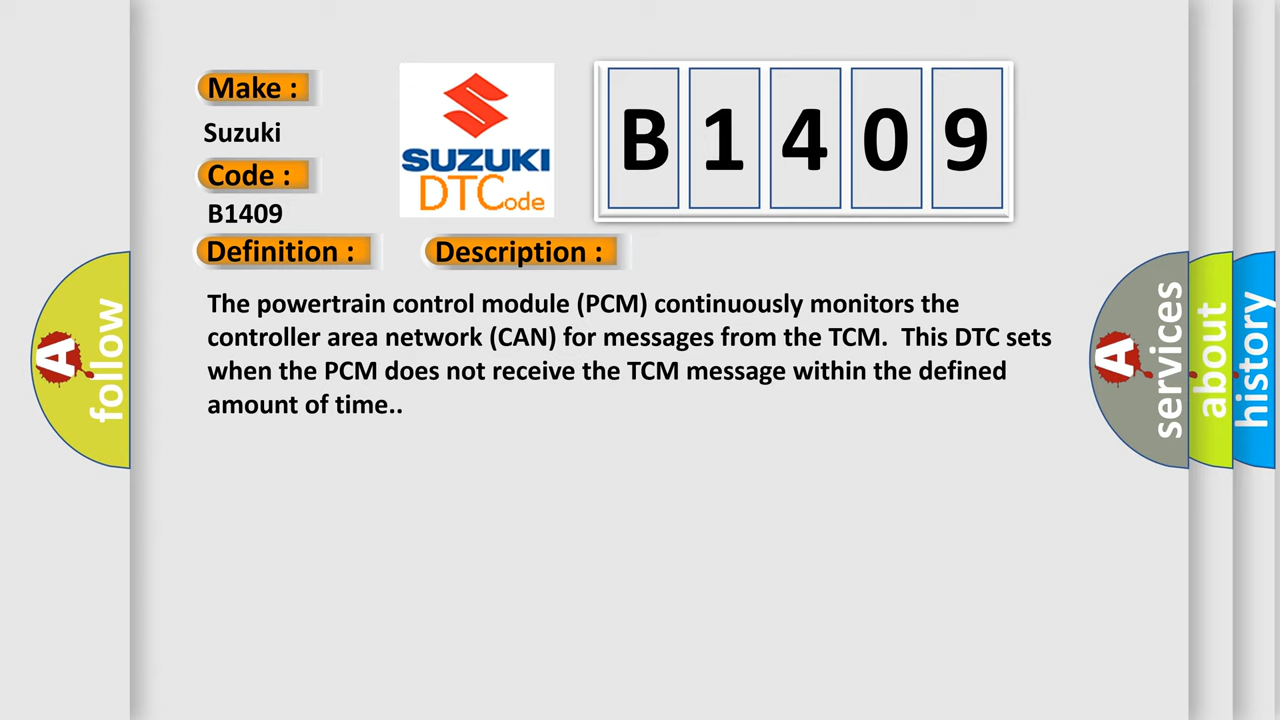 Make :
Suzuki
Code :
B1409
SUZUKI
DTCode
B 1 4 0 9
Definition :
Description :
The powertrain control module (PCM) continuously monitors the
controller area network (CAN) for messages from the TCM  This DTC sets
when the PCM does not receive the TCM message within the defined
amount of time..
A
follow
A
services
about
history